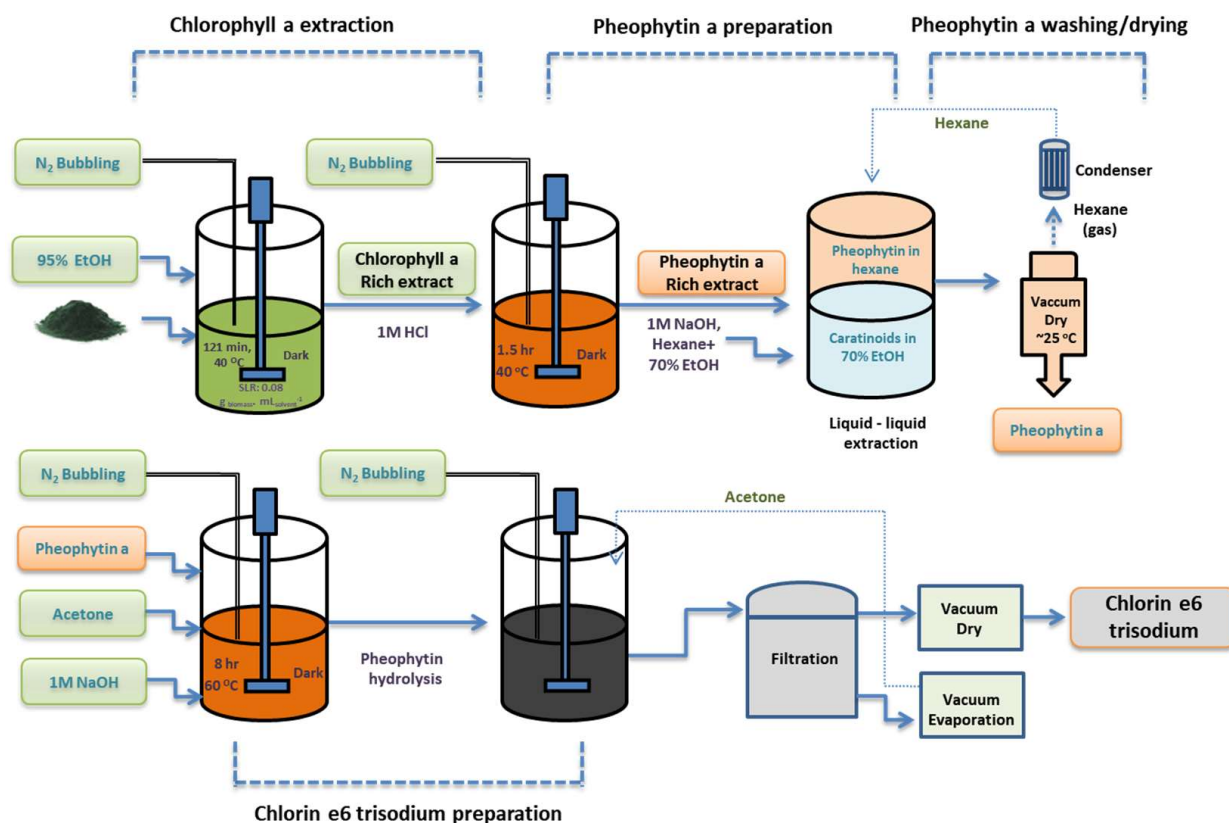 Chlorophyll a extraction
Pheophytin a preparation
Pheophytin a washing/drying
N2 Bubbling
N2 Bubbling
Hexane
Condenser
Hexane
(gas)
95% EtOH
Chlorophyll a
Rich extract
1M HCl
Pheophytin a
Rich extract
1M NaOH,
Hexane+
70% EtOH
Pheophytin in
hexane
Caratinoids in
70% EtOH
Vaccum
Dry
~25 °C
121 min,
40 °C
Dark
SLR: 0.08
g biomass. mLsolvent-1
1.5 hr
40 °C
Dark
Liquid - liquid
extraction
Pheophytin a
N2 Bubbling
N2 Bubbling
Acetone
Pheophytin a
Acetone
1M NaOH
8 hr
60 °C
Dark
Pheophytin
hydrolysis
Filtration
Vacuum
Dry
Chlorin e6
trisodium
Vacuum
Evaporation
Chlorin e6 trisodium preparation